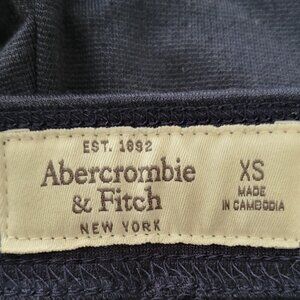 EST. 1892
Abercrombie
& Fitch
NEW YORK
XS
MADE
IN CAMBODIA